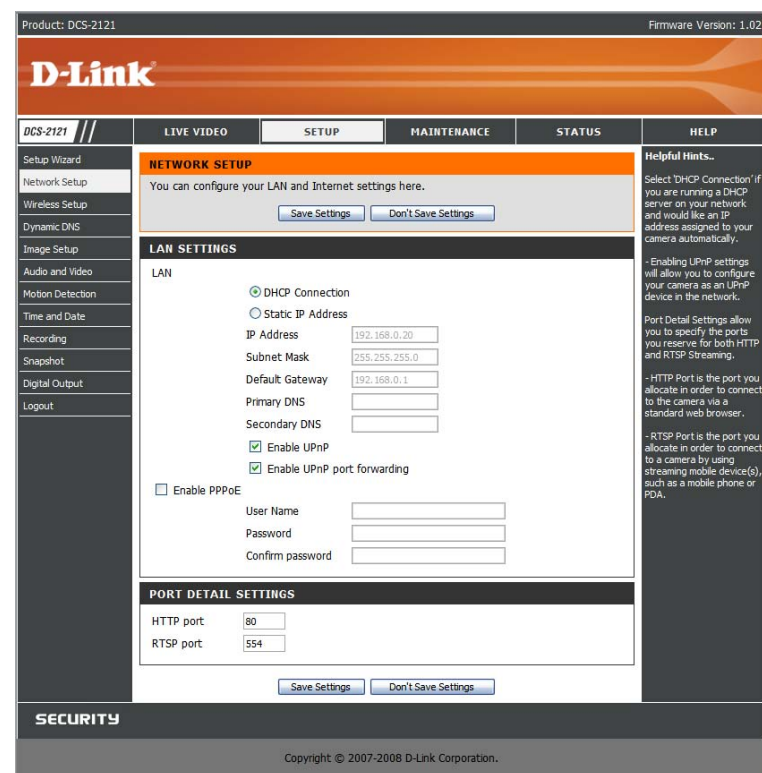 Product: DCS-2121
Firmware Version: 1.02
D-Link
DCS-2121
LIVE VIDEO
SETUP
MAINTENANCE
STATUS
HELP
Setup Wizard
Network Setup
Wireless Setup
Dynamic DNS
Image Setup
Audio and Video
Motion Detection
Time and Date
Recording
Snapshot
Digital Output
Logout
NETWORK SETUP
You can configure your LAN and Internet settings here.
Save Settings
Don't Save Settings
LAN SETTINGS
LAN
DHCP Connection
Static IP Address
IP Address 192.168.0.20
Subnet Mask 255.255.255.0
Default Gateway 192.168.0.1
Primary DNS
Secondary DNS
Enable UPnP
Enable UPnP port forwarding
Enable PPPoE
User Name
Password
Confirm password
PORT DETAIL SETTINGS
HTTP port 80
RTSP port 554
Save Settings
Don't Save Settings
Helpful Hints..
Select 'DHCP Connection' if
you are running a DHCP
server on your network
and would like an IP
address assigned to your
camera automatically.
- Enabling UPnP settings
will allow you to configure
your camera as an UPnP
device in the network.
Port Detail Settings allow
you to specify the ports
you reserve for both HTTP
and RTSP Streaming.
- HTTP Port is the port you
allocate in order to connect
to the camera via a
standard web browser.
- RTSP Port is the port you
allocate in order to connect
to a camera by using
streaming mobile device(s),
such as a mobile phone or
PDA.
SECURITY
Copyright © 2007-2008 D-Link Corporation.